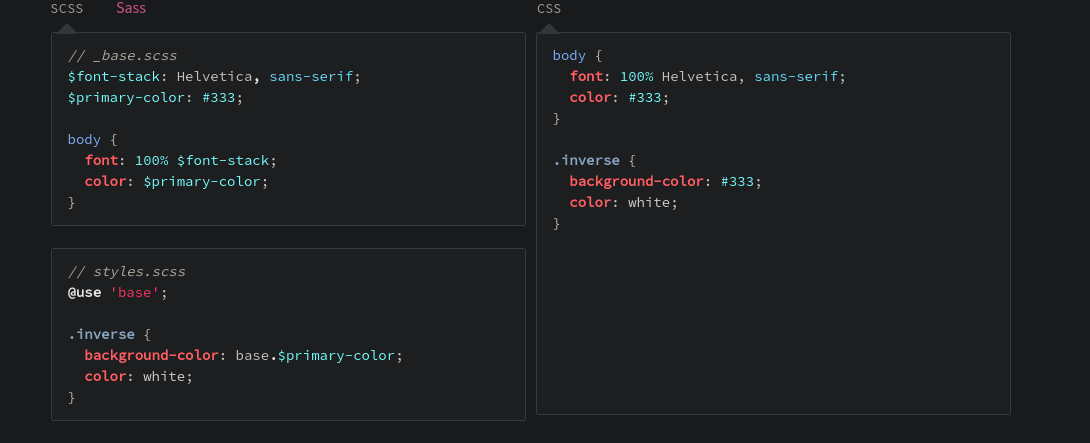 SCSS Sass
// _base.scss
$font-stack: Helvetica, sans-serif;
$primary-color: #333;
body {
  font: 100% $font-stack;
  color: $primary-color;
}
// styles.scss
@use 'base';
.inverse {
  background-color: base.$primary-color;
  color: white;
}
CSS
body {
  font: 100% Helvetica, sans-serif;
  color: #333;
}
.inverse {
  background-color: #333;
  color: white;
}